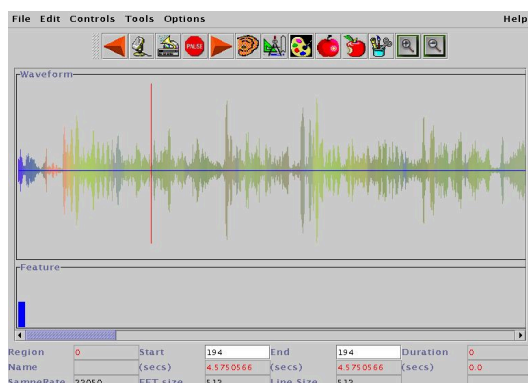 File Edit Controls Tools Options Help
PAUSE
Waveform
Feature
Region 0 Start 194 End 194 Duration 0
Name (secs) 4.5750566 (secs) 4.5750566 (secs) 0.0
SampleRate 22050 FFT size 512 Line Size 512